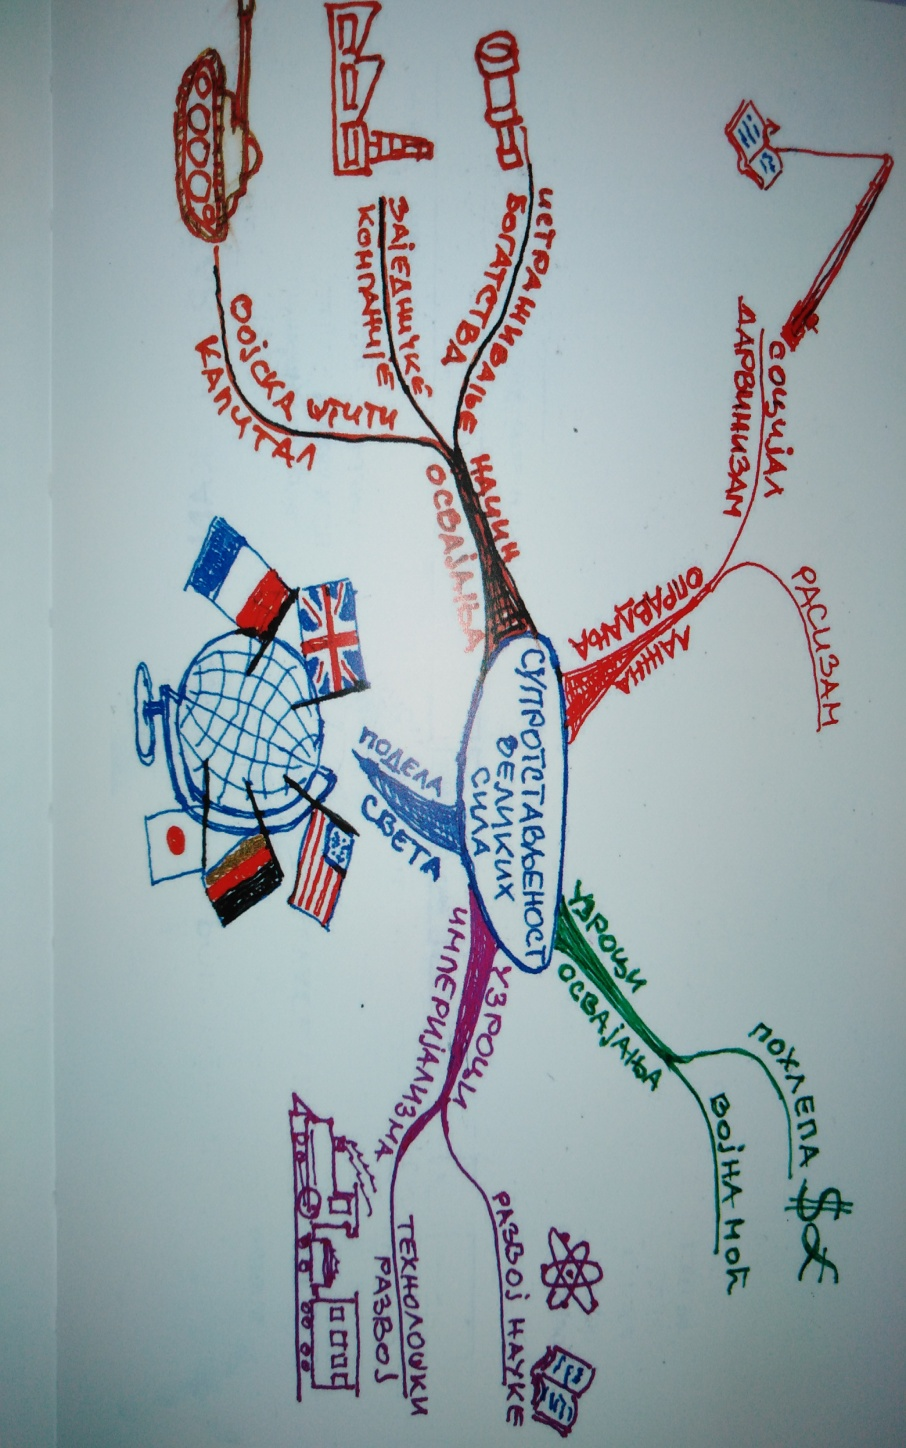 СУПРОТСТАВЉЕНОСТ
ВЕЛИКИХ
СИЛА
НАЧИН
ОСВАЈАЊА
ИСТРАЖИВАЊЕ
БОГАТСТВА
ЗАЈЕДНИЧКЕ
КОМПАНИЈЕ
ВОЈСКА ШТИТИ
КАПИТАЛ
ЛАЖНА
ОПРАВДАЊА
СОЦИЈАЛ
ДАРВИНИЗАМ
РАСИЗАМ
УЗРОЦИ
ОСВАЈАЊА
ПОХЛЕПА $
ВОЈНА МОЋ
УЗРОЦИ
ИМПЕРИЈАЛИЗМА
РАЗВОЈ НАУКЕ
ТЕХНОЛОШКИ
РАЗВОЈ
ПОДЕЛА
СВЕТА